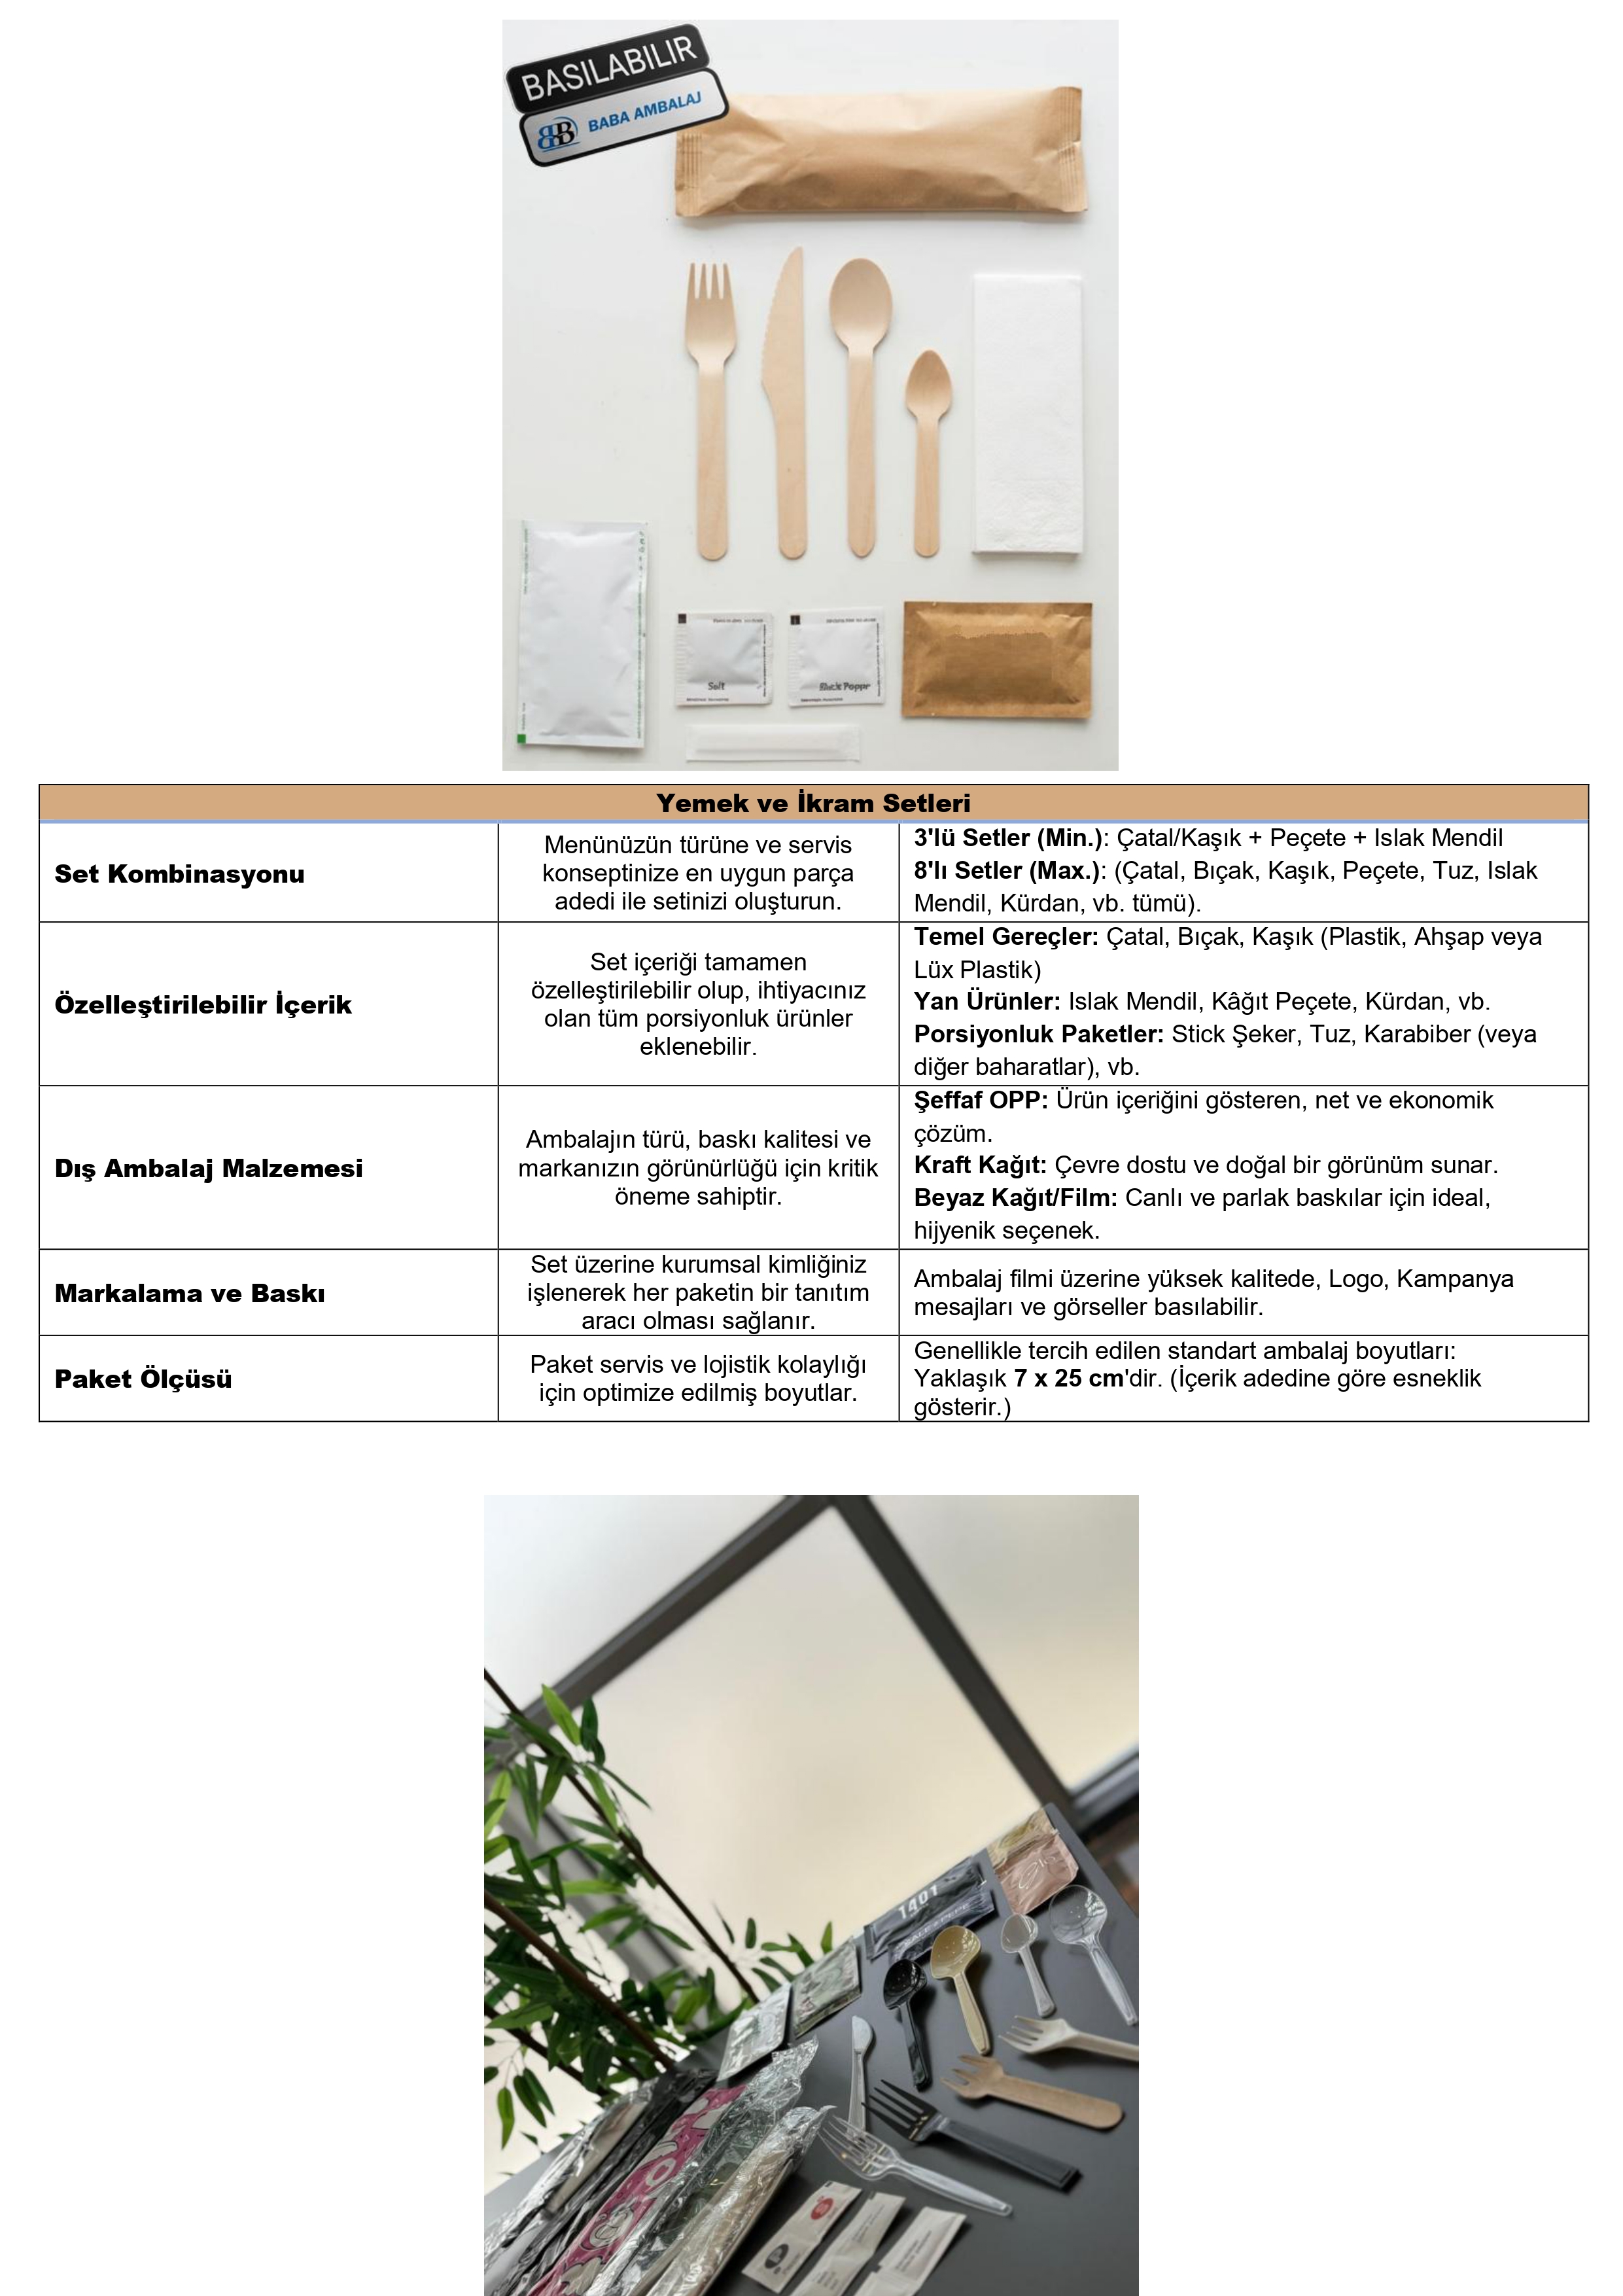 BASILABILIR
BB BABA AMBALAJ
Salt
Black Peppr
Yemek ve İkram Setleri
Set Kombinasyonu
Menünüzün türüne ve servis
konseptinize en uygun parça
adedi ile setinizi oluşturun.
3'lü Setler (Min.): Çatal/Kaşık + Peçete + Islak Mendil
8'lı Setler (Max.): (Çatal, Bıçak, Kaşık, Peçete, Tuz, Islak
Mendil, Kürdan, vb. tümü).
Özelleştirilebilir İçerik
Set içeriği tamamen
özelleştirilebilir olup, ihtiyacınız
olan tüm porsiyonluk ürünler
eklenebilir.
Temel Gereçler: Çatal, Bıçak, Kaşık (Plastik, Ahşap veya
Lüx Plastik)
Yan Ürünler: Islak Mendil, Kâğıt Peçete, Kürdan, vb.
Porsiyonluk Paketler: Stick Şeker, Tuz, Karabiber (veya
diğer baharatlar), vb.
Dış Ambalaj Malzemesi
Ambalajın türü, baskı kalitesi ve
markanızın görünürlüğü için kritik
öneme sahiptir.
Şeffaf OPP: Ürün içeriğini gösteren, net ve ekonomik
çözüm.
Kraft Kağıt: Çevre dostu ve doğal bir görünüm sunar.
Beyaz Kağıt/Film: Canlı ve parlak baskılar için ideal,
hijyenik seçenek.
Markalama ve Baskı
Set üzerine kurumsal kimliğiniz
işlenerek her paketin bir tanıtım
aracı olması sağlanır.
Ambalaj filmi üzerine yüksek kalitede, Logo, Kampanya
mesajları ve görseller basılabilir.
Paket Ölçüsü
Paket servis ve lojistik kolaylığı
için optimize edilmiş boyutlar.
Genellikle tercih edilen standart ambalaj boyutları:
Yaklaşık 7 x 25 cm'dir. (İçerik adedine göre esneklik
gösterir.)
1401